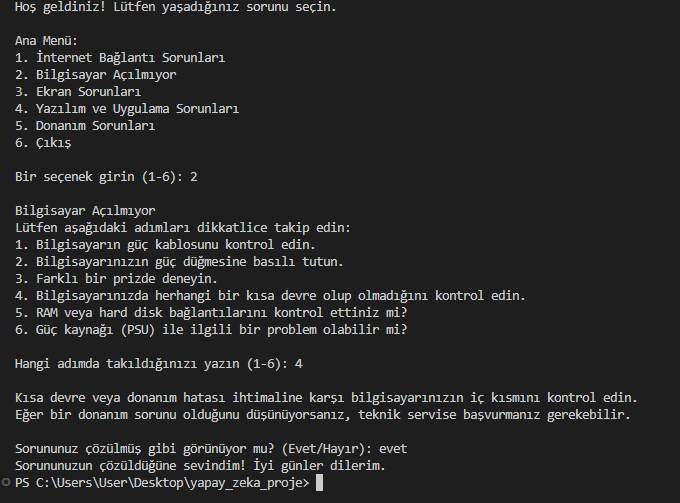 Hoş geldiniz! Lütfen yaşadığınız sorunu seçin.
Ana Menü:
1. İnternet Bağlantı Sorunları
2. Bilgisayar Açılmıyor
3. Ekran Sorunları
4. Yazılım ve Uygulama Sorunları
5. Donanım Sorunları
6. Çıkış
Bir seçenek girin (1-6): 2
Bilgisayar Açılmıyor
Lütfen aşağıdaki adımları dikkatlice takip edin:
1. Bilgisayarın güç kablosunu kontrol edin.
2. Bilgisayarınızın güç düğmesine basılı tutun.
3. Farklı bir prizde deneyin.
4. Bilgisayarınızda herhangi bir kısa devre olup olmadığını kontrol edin.
5. RAM veya hard disk bağlantılarını kontrol ettiniz mi?
6. Güç kaynağı (PSU) ile ilgili bir problem olabilir mi?
Hangi adımda takıldığınızı yazın (1-6): 4
Kısa devre veya donanım hatası ihtimaline karşı bilgisayarınızın iç kısmını kontrol edin.
Eğer bir donanım sorunu olduğunu düşünüyorsanız, teknik servise başvurmanız gerekebilir.
Sorununuz çözülmüş gibi görünüyor mu? (Evet/Hayır): evet
Sorununuzun çözüldüğüne sevindim! İyi günler dilerim.
PS C:\Users\User\Desktop\yapay_zeka_proje>